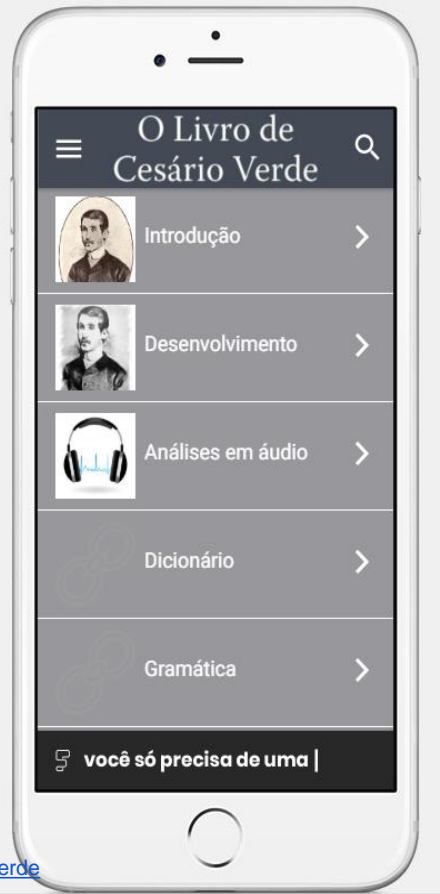 O Livro de
Cesário Verde
Introdução
Desenvolvimento
Análises em áudio
Dicionário
Gramática
você só precisa de uma |
erde